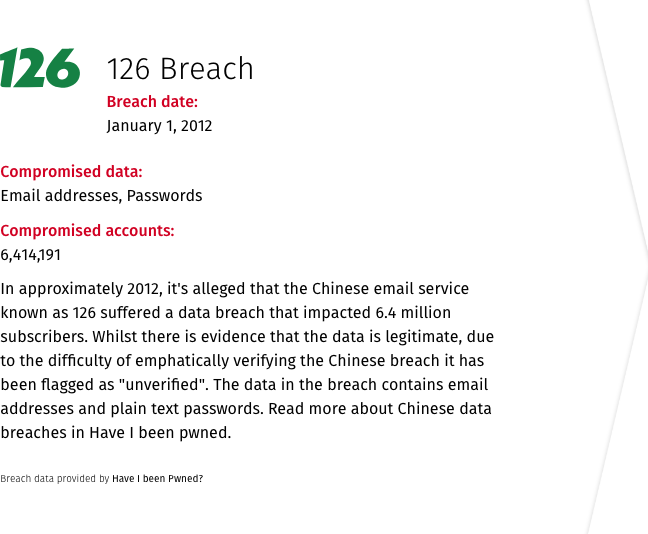 126
126 Breach
Breach date:
January 1, 2012
Compromised data:
Email addresses, Passwords
Compromised accounts:
6,414,191
In approximately 2012, it's alleged that the Chinese email service
known as 126 suffered a data breach that impacted 6.4 million
subscribers. Whilst there is evidence that the data is legitimate, due
to the difficulty of emphatically verifying the Chinese breach it has
been flagged as "unverified". The data in the breach contains email
addresses and plain text passwords. Read more about Chinese data
breaches in Have I been pwned.
Breach data provided by Have I been Pwned?